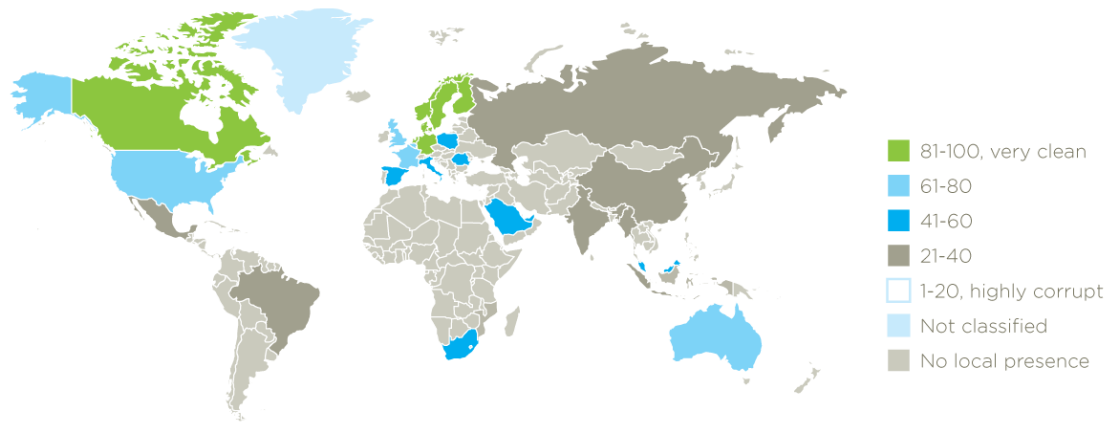 81-100, very clean
61-80
41-60
21-40
1-20, highly corrupt
Not classified
No local presence